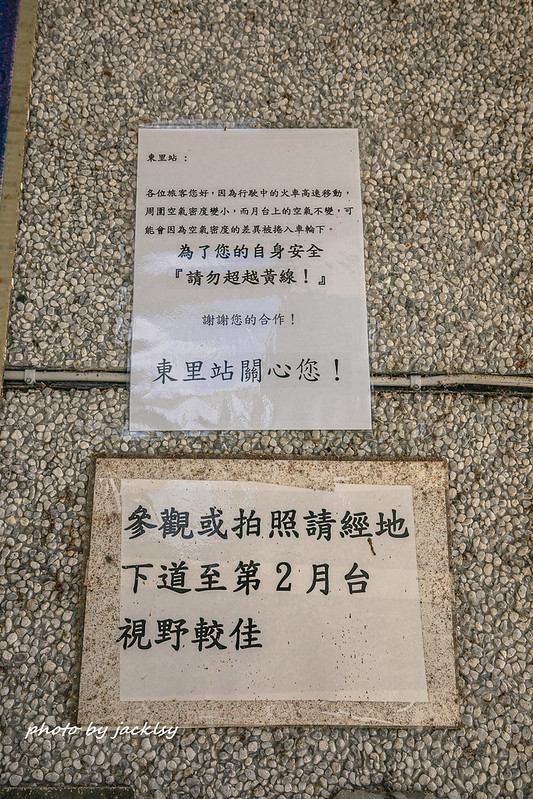 東里站：
各位旅客您好，因為行駛中的火車高速移動，
周圍空氣密度變小，而月台上的空氣不變，可
能會因為空氣密度的差異被捲入車輪下。
為了您的自身安全
『請勿超越黃線！』
謝謝您的合作！
東里站關心您！
參觀或拍照請經地
下道至第2月台
視野較佳
photo by jacklsy